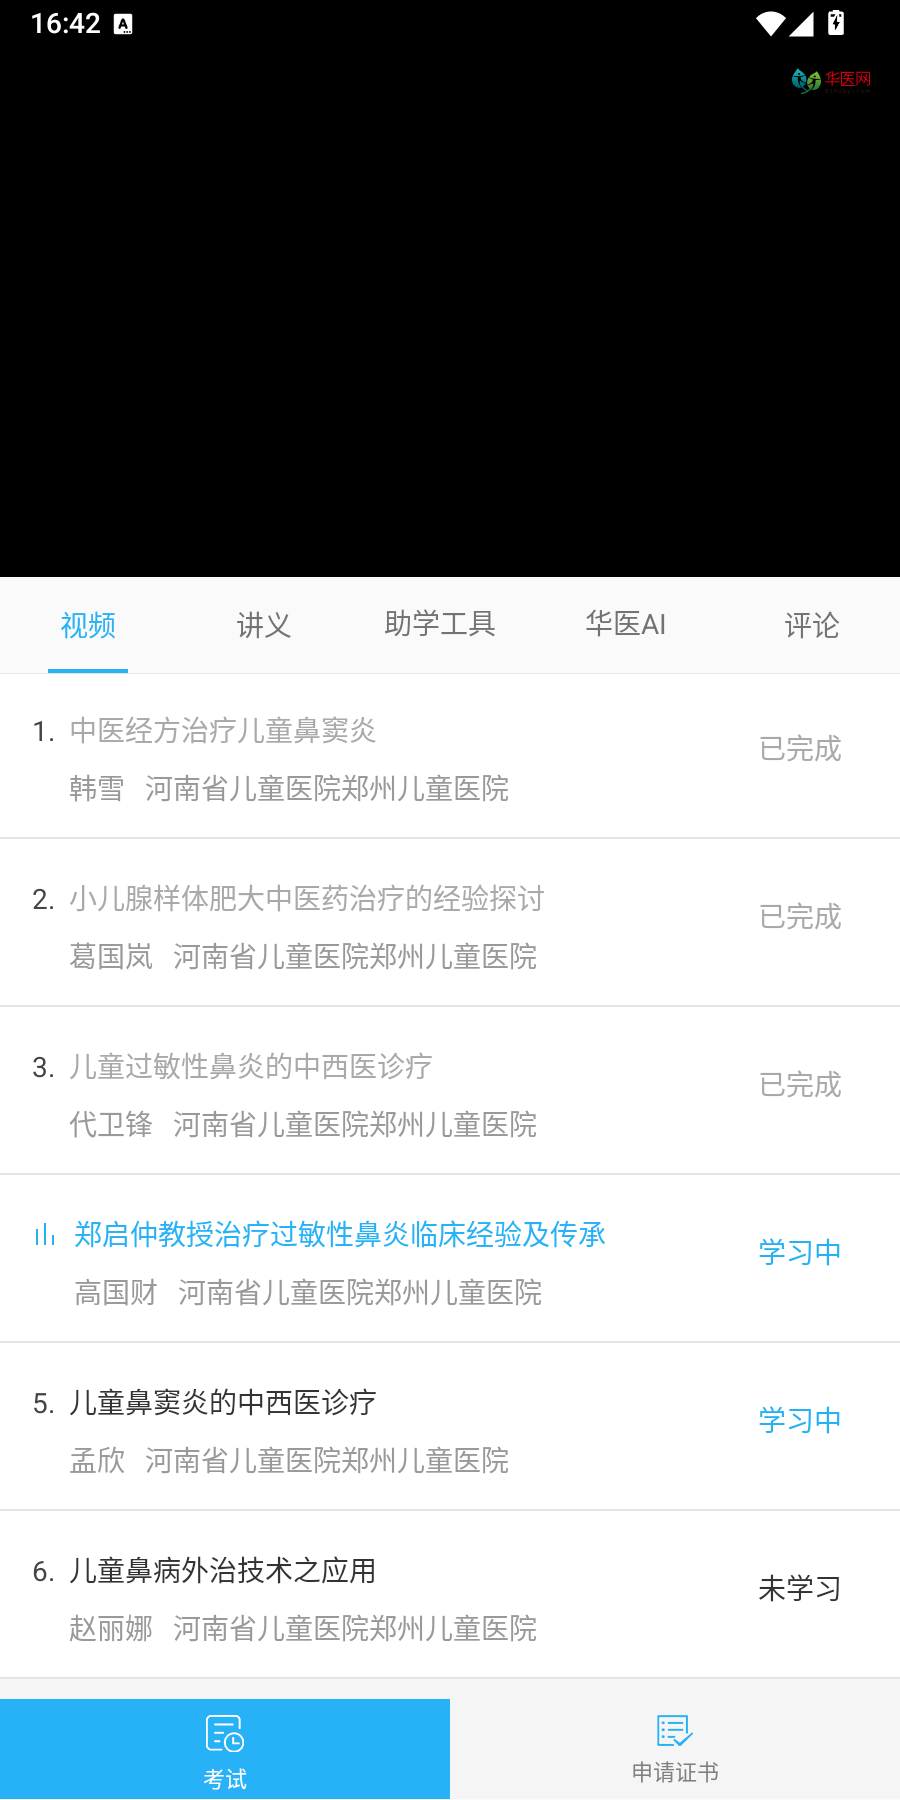 16:42
华医网
视频 讲义 助学工具 华医AI 评论
1. 中医经方治疗儿童鼻窦炎
已完成
韩雪 河南省儿童医院郑州儿童医院
2. 小儿腺样体肥大中医药治疗的经验探讨
已完成
葛国岚 河南省儿童医院郑州儿童医院
3. 儿童过敏性鼻炎的中西医诊疗
已完成
代卫锋 河南省儿童医院郑州儿童医院
郑启仲教授治疗过敏性鼻炎临床经验及传承
学习中
高国财 河南省儿童医院郑州儿童医院
5. 儿童鼻窦炎的中西医诊疗
学习中
孟欣 河南省儿童医院郑州儿童医院
6. 儿童鼻病外治技术之应用
未学习
赵丽娜 河南省儿童医院郑州儿童医院
考试 申请证书